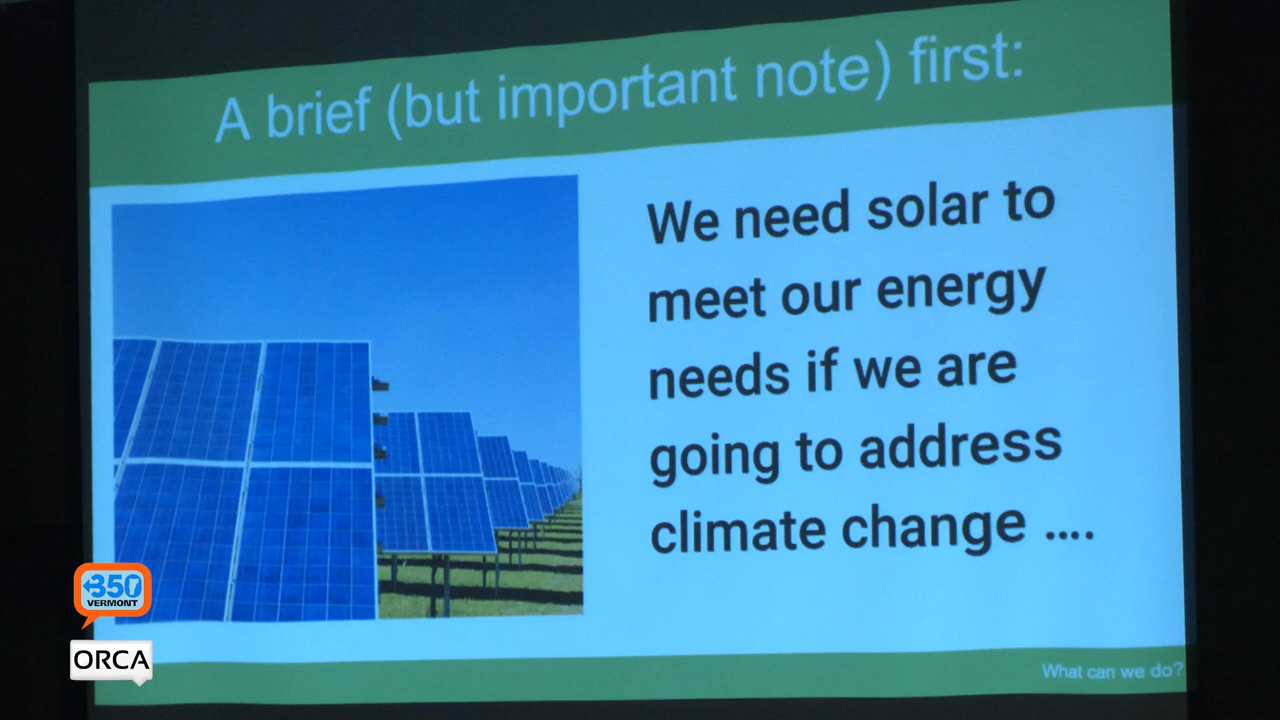 A brief (but important note) first:
We need solar to
meet our energy
needs if we are
going to address
climate change ....
350
VERMONT
ORCA
What can we do?